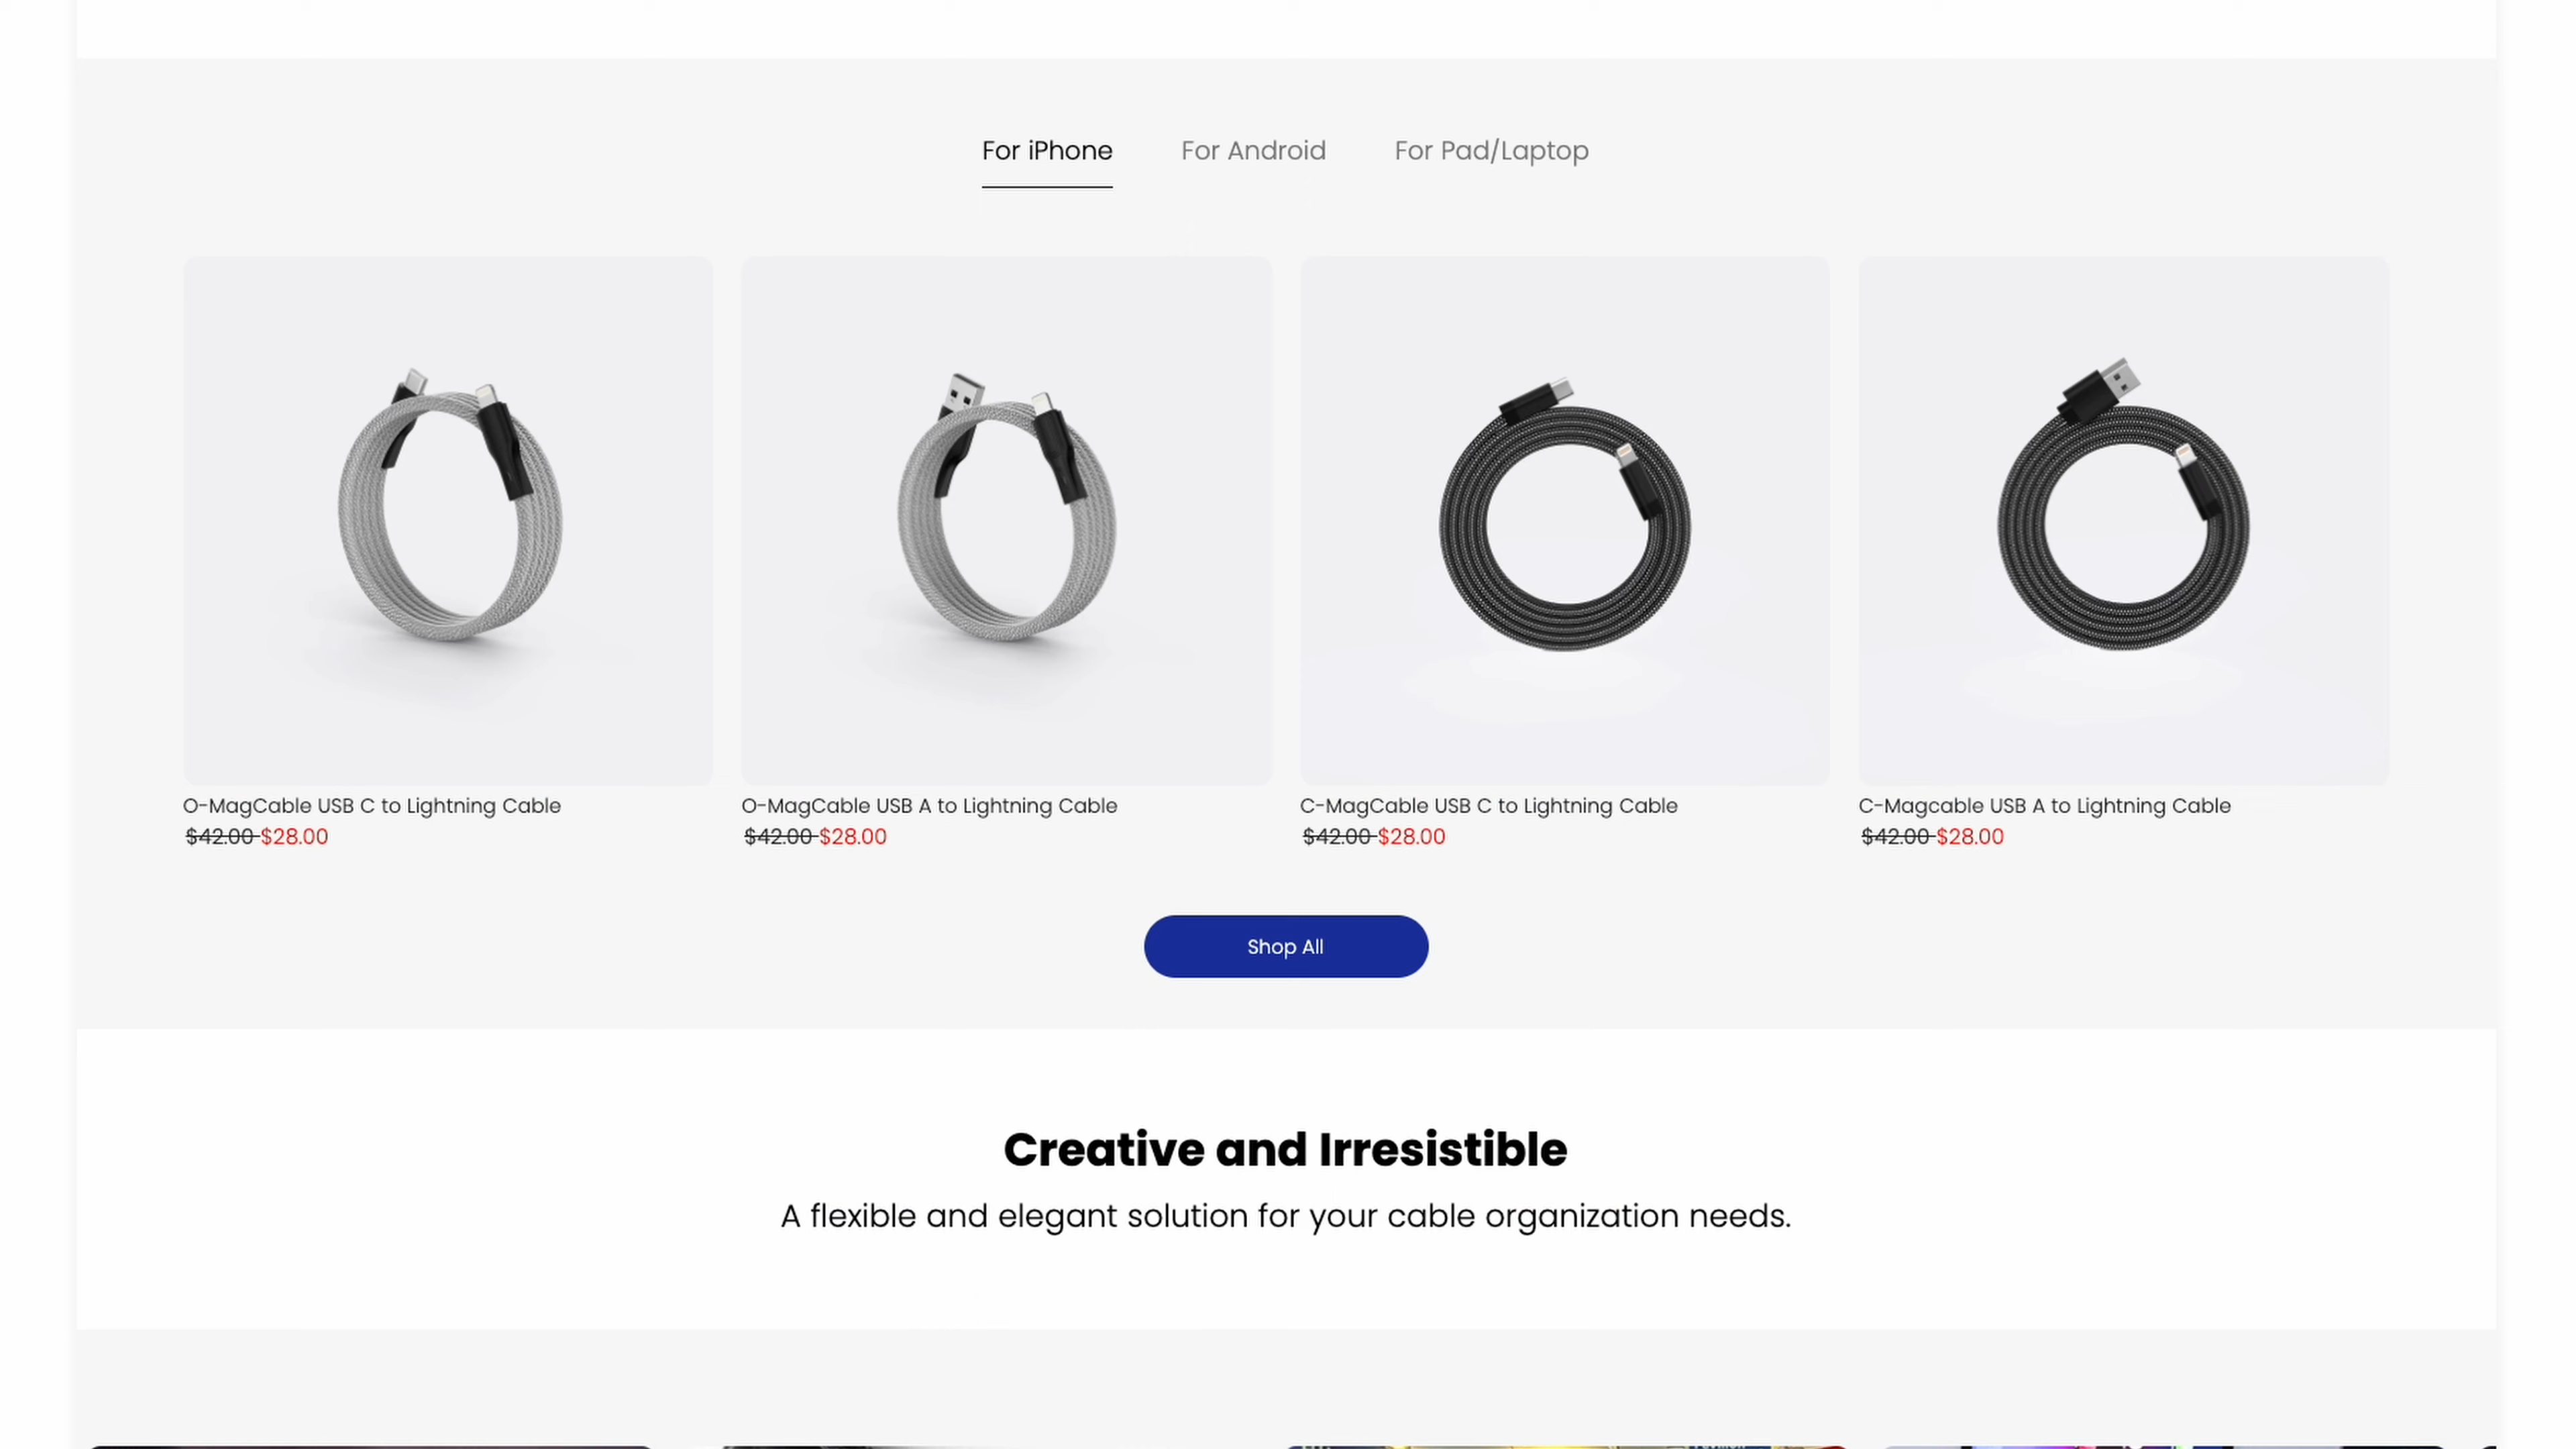 For iPhone For Android For Pad/Laptop
O-MagCable USB C to Lightning Cable
$42.00 $28.00
O-MagCable USB A to Lightning Cable
$42.00 $28.00
C-MagCable USB C to Lightning Cable
$42.00 $28.00
C-Magcable USB A to Lightning Cable
$42.00 $28.00
Shop All
Creative and Irresistible
A flexible and elegant solution for your cable organization needs.